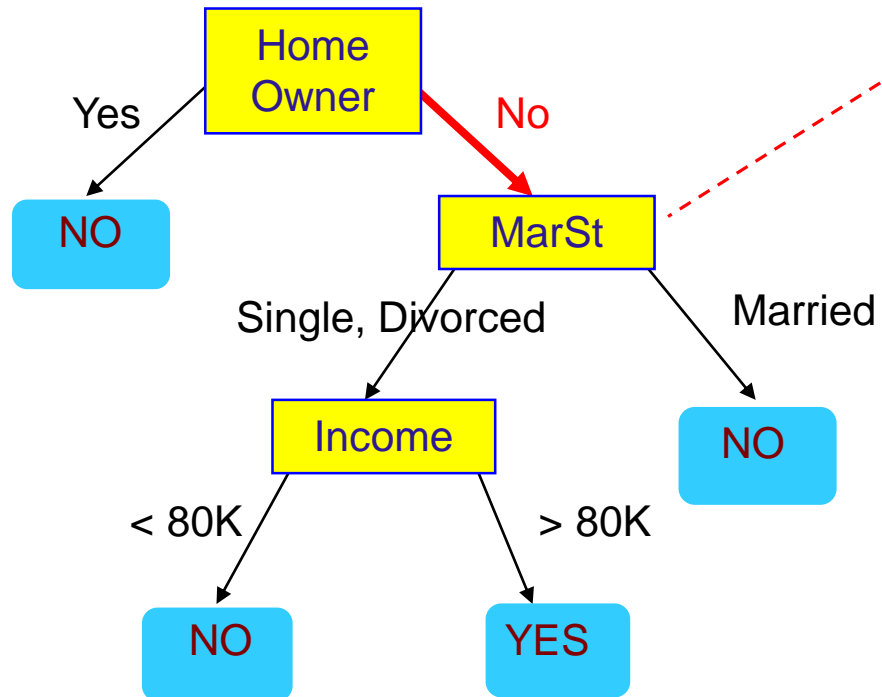 Home
Owner
Yes
No
NO
MarSt
Single, Divorced
Married
Income
NO
< 80K
> 80K
NO
YES